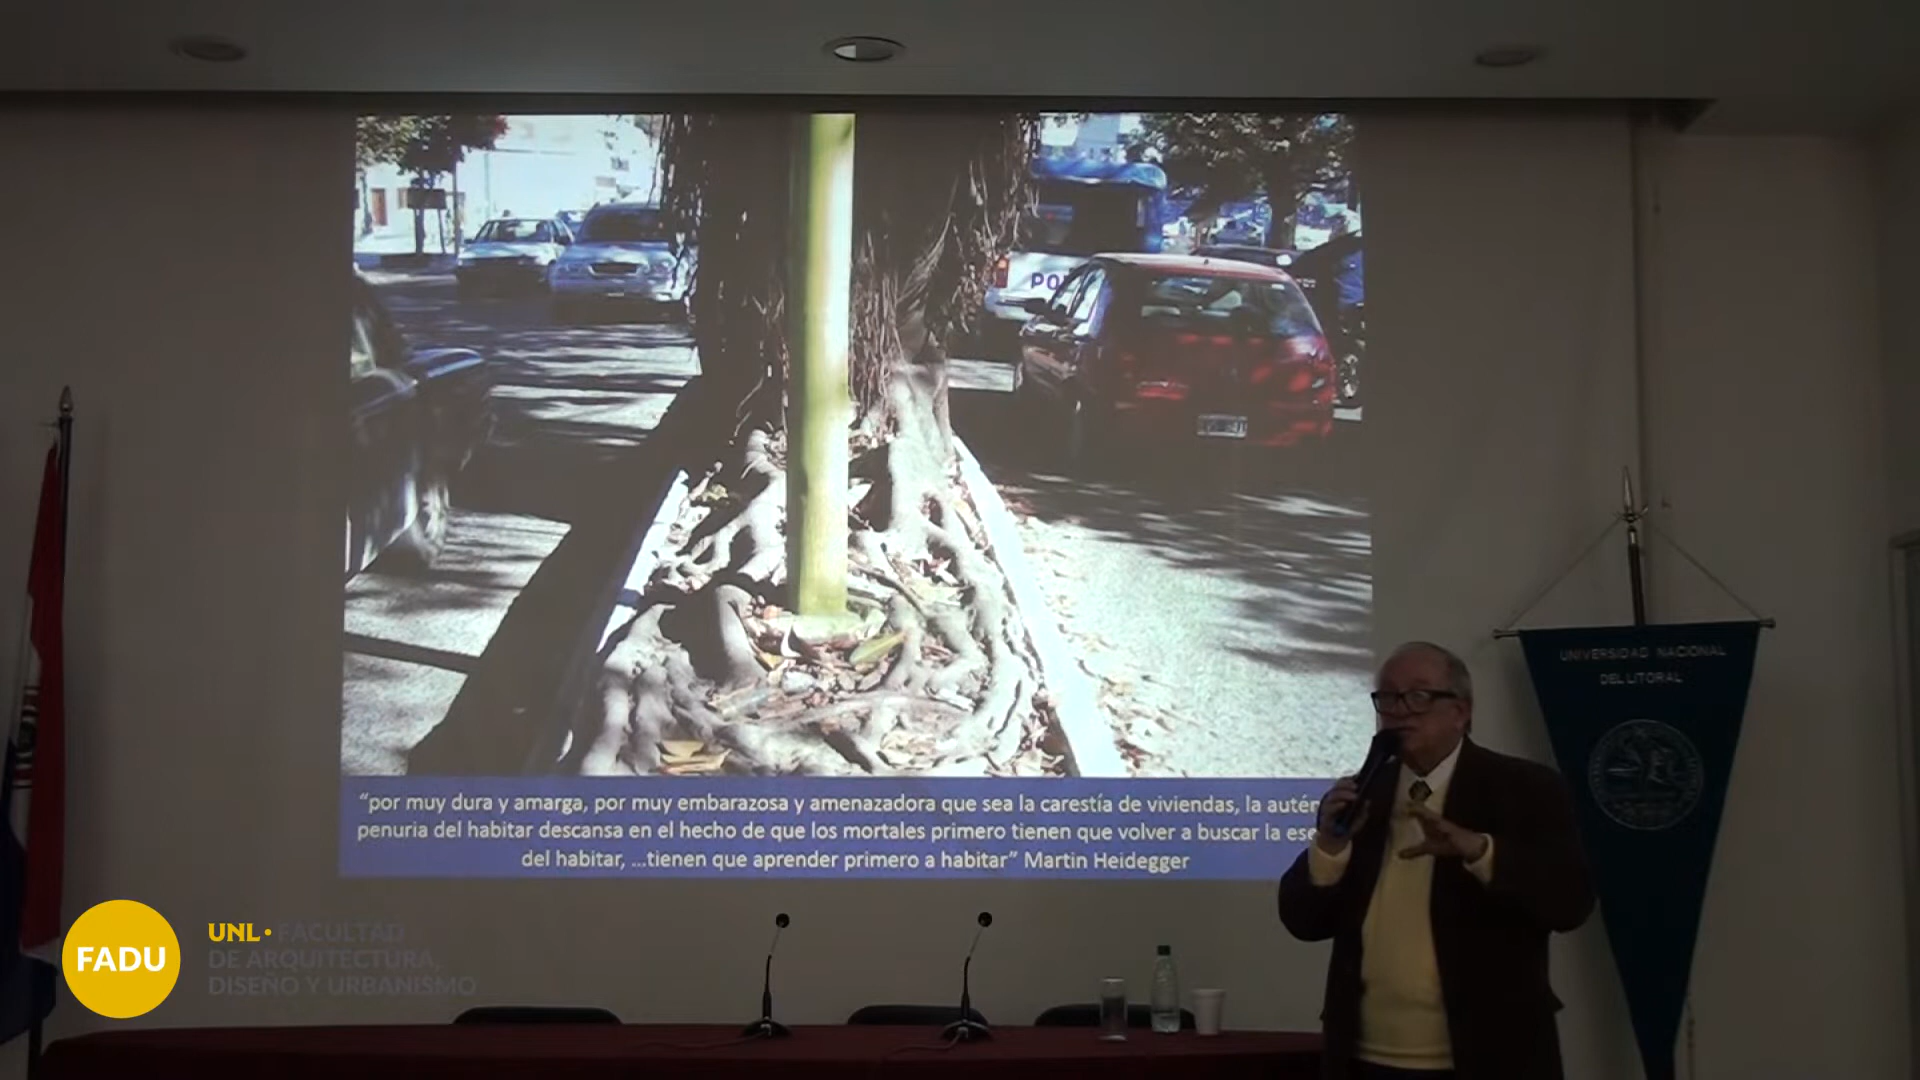 PO
UNIVERSIDAD NACIONAL
DEL LITORAL
“por muy dura y amarga, por muy embarazosa y amenazadora que sea la carestía de viviendas, la autén
penuria del habitar descansa en el hecho de que los mortales primero tienen que volver a buscar la ese
del habitar, ...tienen que aprender primero a habitar” Martin Heidegger
FADU
UNL• FACULTAD
DE ARQUITECTURA,
DISEÑO Y URBANISMO